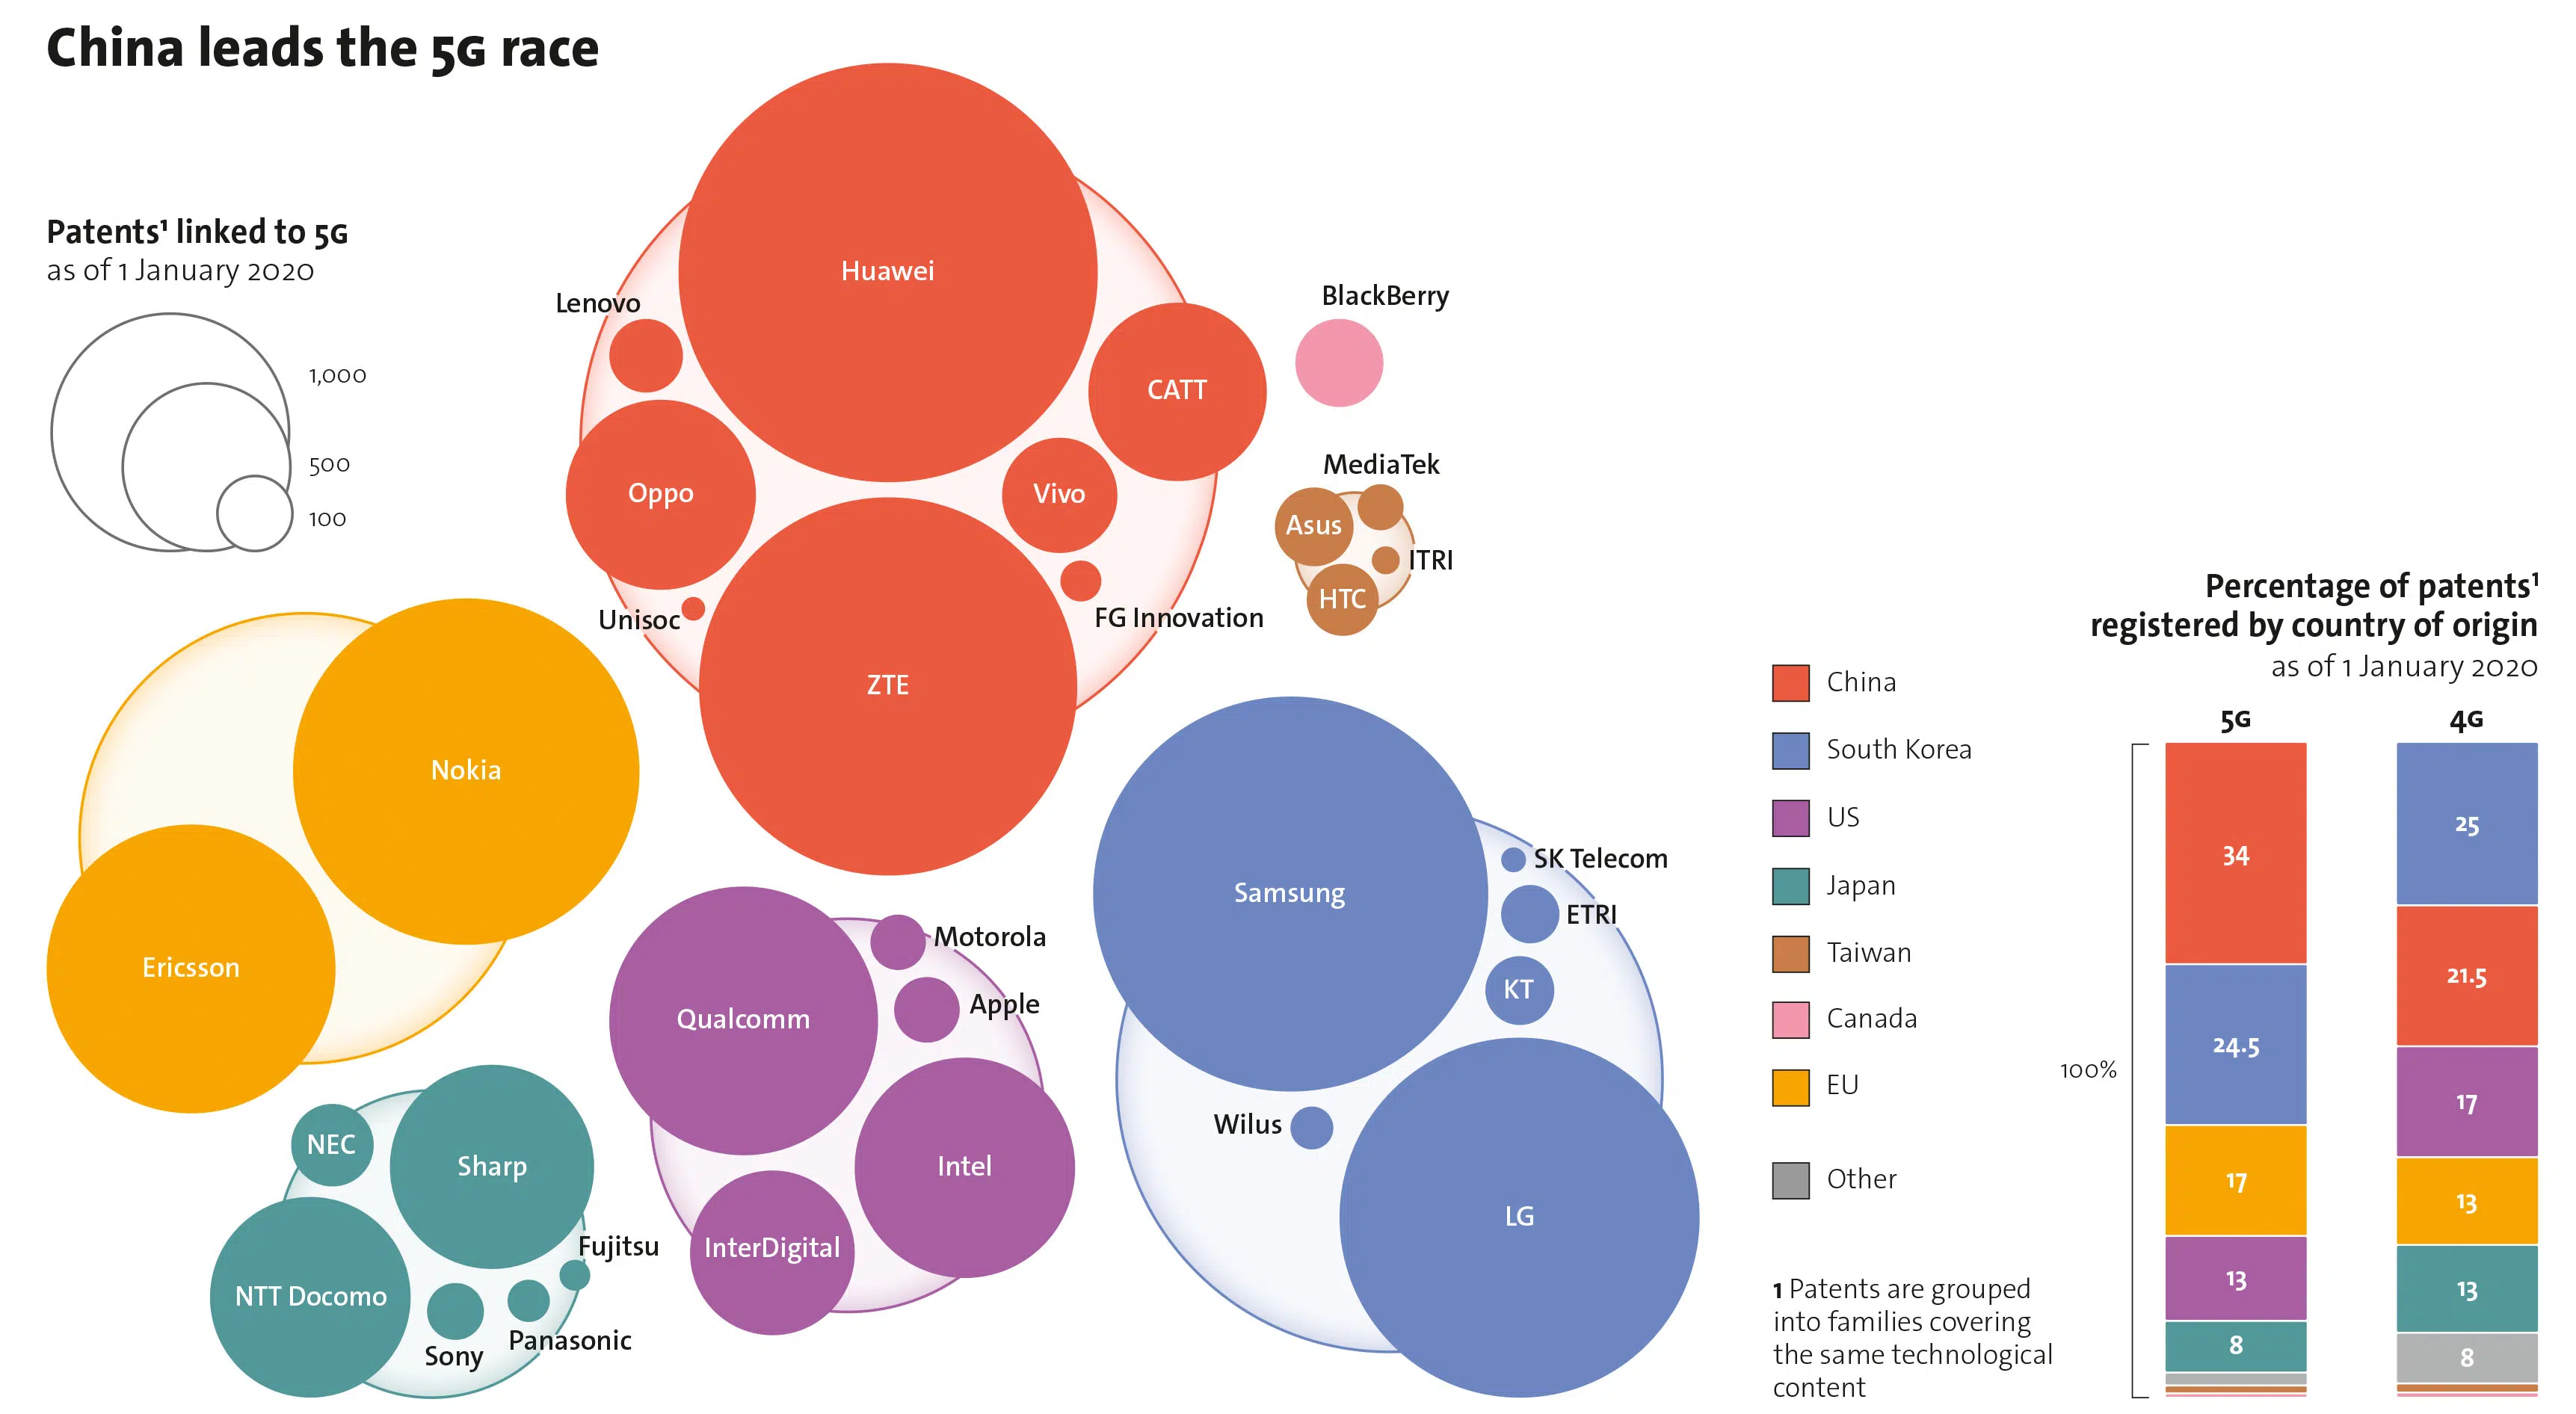 China leads the 5G race
Patents¹ linked to 5G
as of 1 January 2020
1,000
500
100
Huawei
Lenovo
CATT
Oppo
Vivo
Unisoc
FG Innovation
ZTE
BlackBerry
MediaTek
Asus
ITRI
HTC
Nokia
Ericsson
Samsung
SK Telecom
ETRI
KT
Wilus
LG
Qualcomm
Motorola
Apple
Intel
InterDigital
NEC
Sharp
NTT Docomo
Fujitsu
Sony
Panasonic
China
South Korea
US
Japan
Taiwan
Canada
EU
Other
1 Patents are grouped
into families covering
the same technological
content
Percentage of patents¹
registered by country of origin
as of 1 January 2020
5G
4G
100%
34
24.5
17
13
8
25
21.5
17
13
13
8